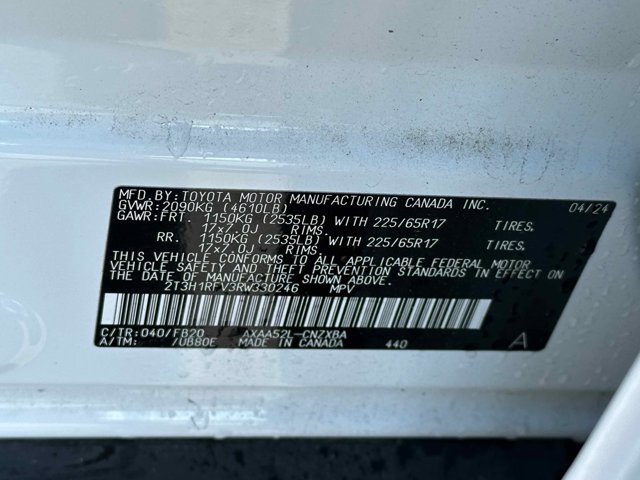 MFD. BY: TOYOTA MOTOR MANUFACTURING CANADA INC. 04/24
GVWR: 2090KG (4610LB)
GAWR: FRT. 1150KG (2535LB) WITH 225/65R17 TIRES.
17x7.0J RIMS.
RR. 1150KG (2535LB) WITH 225/65R17 TIRES.
17x7.0J RIMS.
THIS VEHICLE CONFORMS TO ALL APPLICABLE FEDERAL MOTOR
VEHICLE SAFETY AND THEFT PREVENTION STANDARDS IN EFFECT ON
THE DATE OF MANUFACTURE SHOWN ABOVE.
2T3H1RFV3RW330246 MPV
C/TR: 040/FB20 AXAA52L-CNZXBA 440
A/TM: /UB80E MADE IN CANADA A